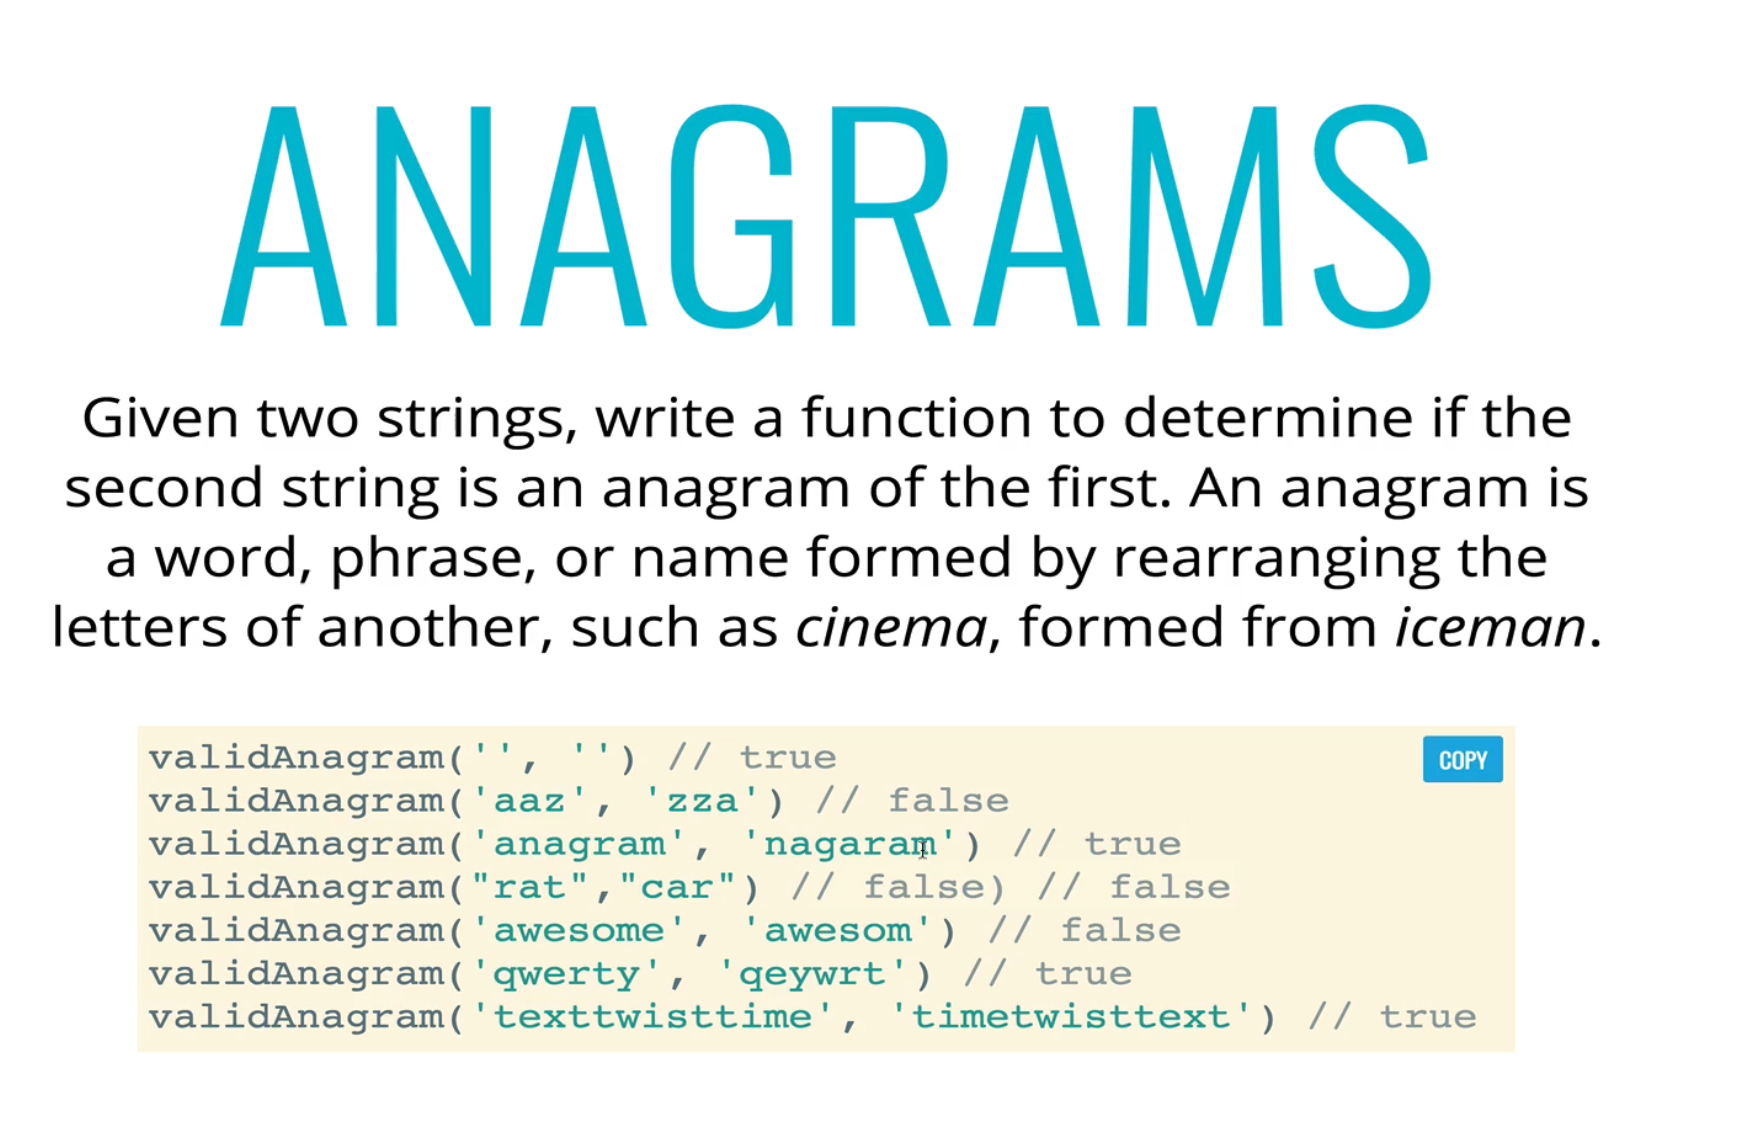 ANAGRAMS
Given two strings, write a function to determine if the
second string is an anagram of the first. An anagram is
a word, phrase, or name formed by rearranging the
letters of another, such as cinema, formed from iceman.
validAnagram('', '') // true
COPY
validAnagram('aaz', 'zza') // false
validAnagram('anagram', 'nagaram') // true
validAnagram("rat","car") // false) // false
validAnagram('awesome', 'awesom') // false
validAnagram('qwerty', 'qeywrt') // true
validAnagram('texttwisttime', 'timetwisttext') // true